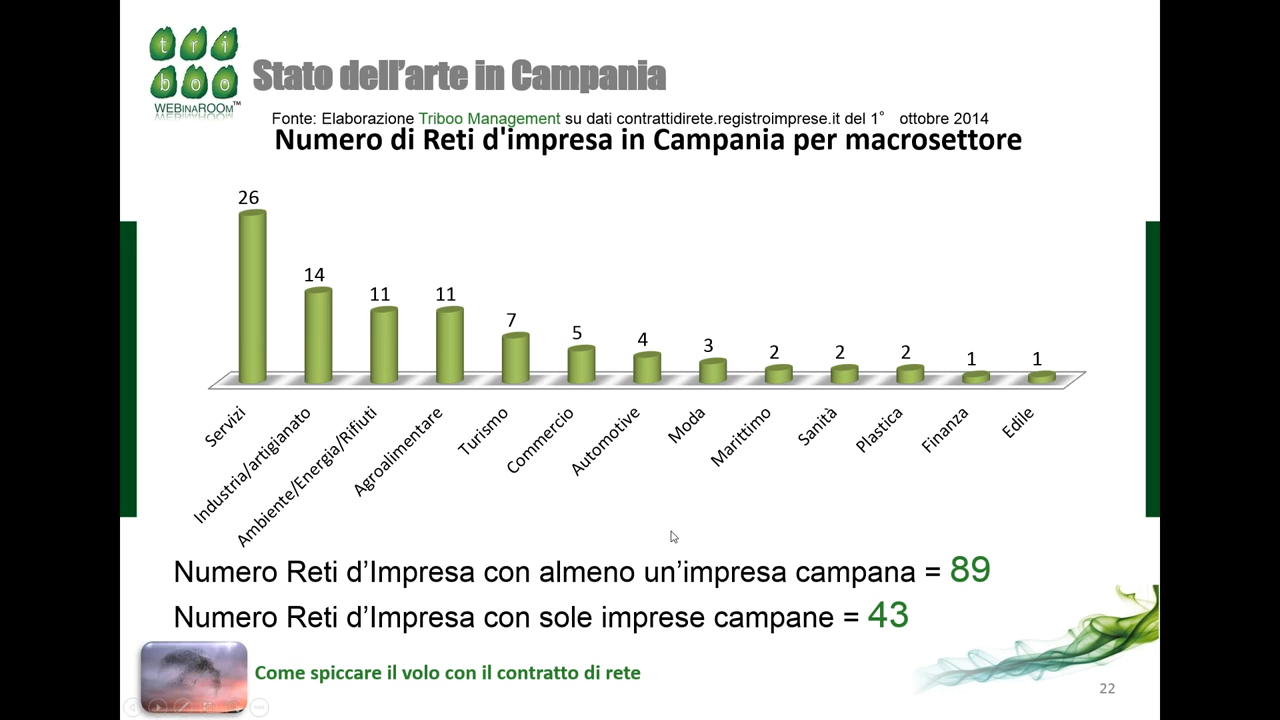 tri
boo
WEBINAROOM™
Stato dell'arte in Campania
Fonte: Elaborazione Triboo Management su dati contrattidirete.registroimprese.it del 1° ottobre 2014
Numero di Reti d'impresa in Campania per macrosettore
26
14
11
11
7
5
4
3
2
2
2
1
1
Servizi
Industria/artigianato
Ambiente/Energia/Rifiuti
Agroalimentare
Turismo
Commercio
Automotive
Moda
Marittimo
Sanità
Plastica
Finanza
Edile
Numero Reti d’Impresa con almeno un’impresa campana = 89
Numero Reti d’Impresa con sole imprese campane = 43
Come spiccare il volo con il contratto di rete
22